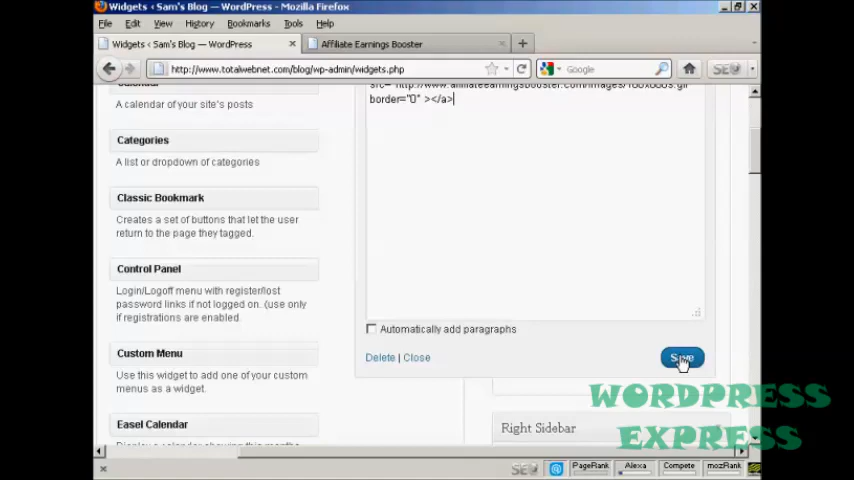 Widgets ‹ Sam's Blog — WordPress - Mozilla Firefox
File Edit View History Bookmarks Tools Help
Widgets ‹ Sam's Blog — WordPress × Affiliate Earnings Booster × +
http://www.totalwebnet.com/blog/wp-admin/widgets.php Google SEO
A calendar of your site's posts
border="0" ></a>
Categories
A list or dropdown of categories
Classic Bookmark
Creates a set of buttons that let the user
return to the page they tagged.
Control Panel
Login/Logoff menu with register/lost
password links if not logged on. (use only
if registrations are enabled.
Automatically add paragraphs
Custom Menu
Delete | Close
Save
Use this widget to add one of your custom
menus as a widget.
Easel Calendar
Right Sidebar
WORDPRESS
EXPRESS
× SEO PageRank Alexa Compete mozRank